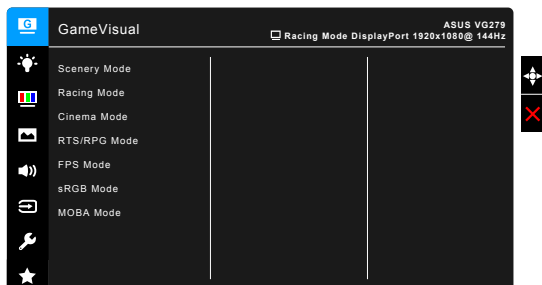 G
GameVisual
ASUS VG279
Racing Mode DisplayPort 1920x1080@ 144Hz
Scenery Mode
Racing Mode
Cinema Mode
RTS/RPG Mode
FPS Mode
sRGB Mode
MOBA Mode